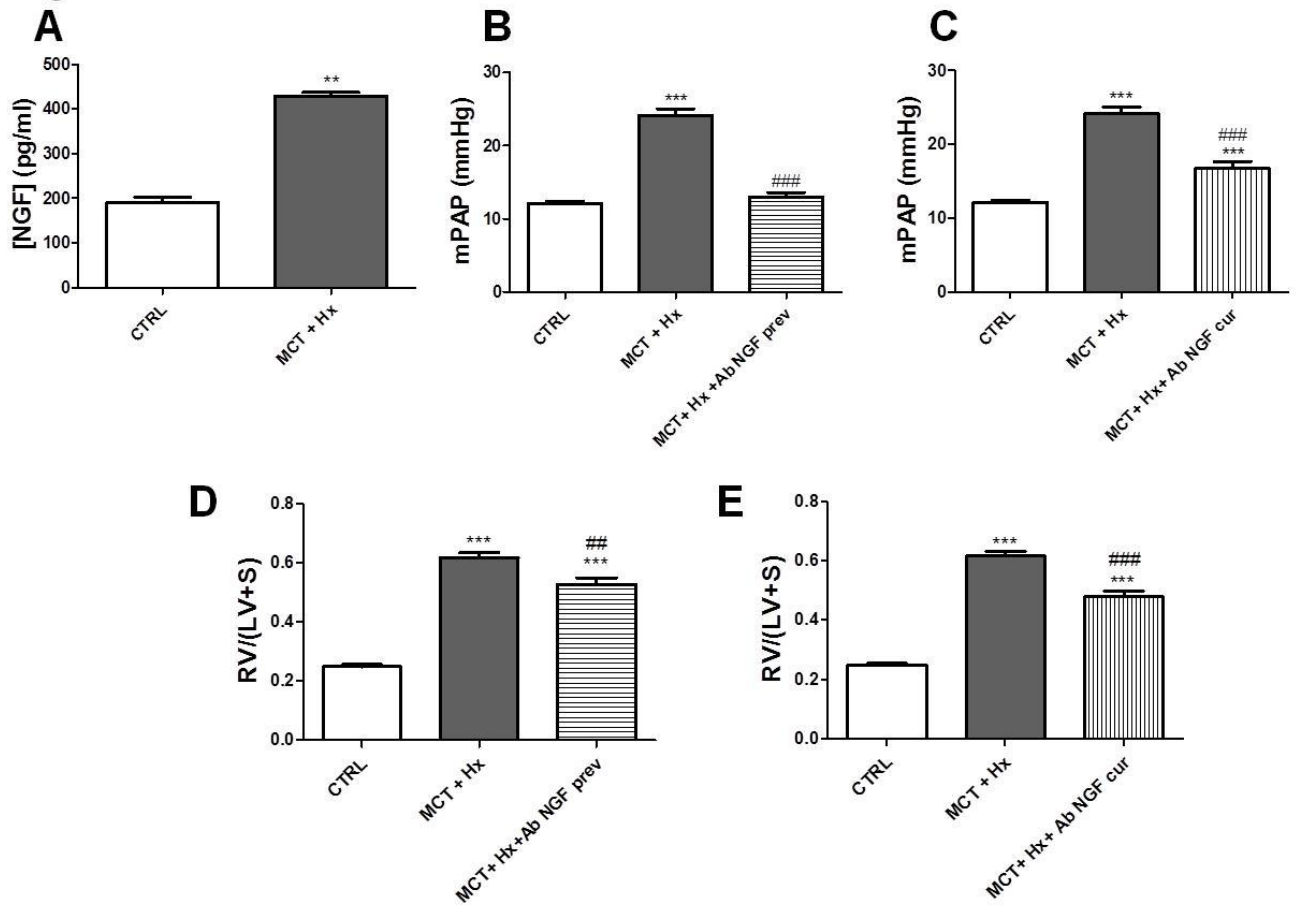 A
[NGF] (pg/ml)
500
400
300
200
100
0
**
CTRL
MCT + Hx
B
mPAP (mmHg)
30
20
10
0
***
###
CTRL
MCT + Hx
MCT+ Hx +Ab NGF prev
C
mPAP (mmHg)
30
20
10
0
***
###
***
CTRL
MCT + Hx
MCT+ Hx+ Ab NGF cur
D
RV/(LV+S)
0.8
0.6
0.4
0.2
0.0
***
##
***
CTRL
MCT + Hx
MCT+ Hx+Ab NGF prev
E
RV/(LV+S)
0.8
0.6
0.4
0.2
0.0
***
###
***
CTRL
MCT + Hx
MCT+ Hx+ Ab NGF cur